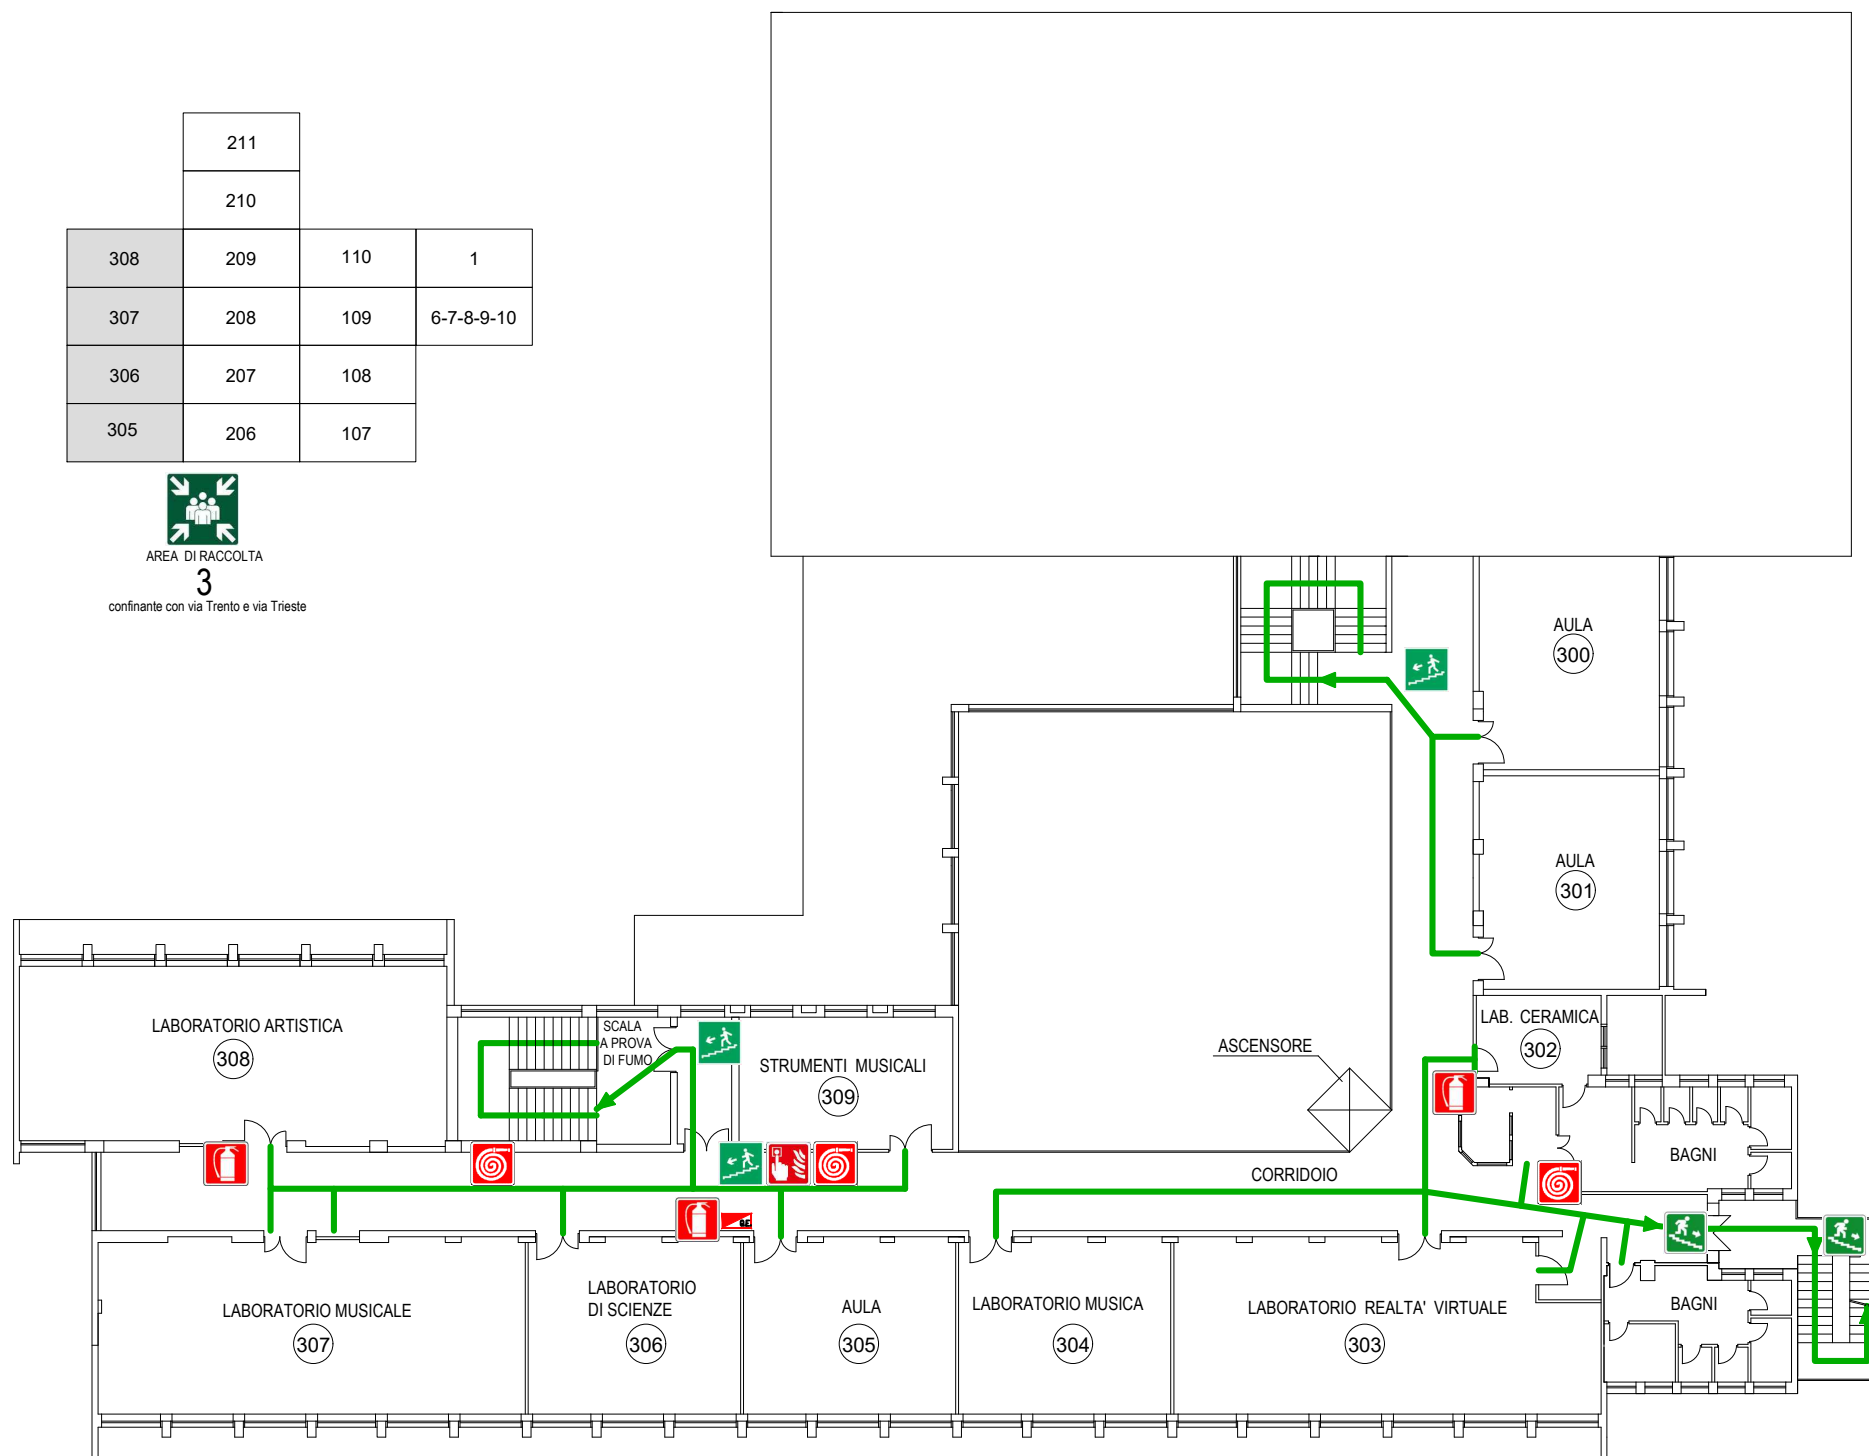 211
210
308 209 110 1
307 208 109 6-7-8-9-10
306 207 108
305 206 107
AREA DI RACCOLTA
3
confinante con via Trento e via Trieste
AULA
300
AULA
301
LAB. CERAMICA
302
LABORATORIO ARTISTICA
308
SCALA
A PROVA
DI FUMO
STRUMENTI MUSICALI
309
ASCENSORE
BAGNI
CORRIDOIO
Q.E.
LABORATORIO MUSICALE
307
LABORATORIO
DI SCIENZE
306
AULA
305
LABORATORIO MUSICA
304
LABORATORIO REALTA' VIRTUALE
303
BAGNI